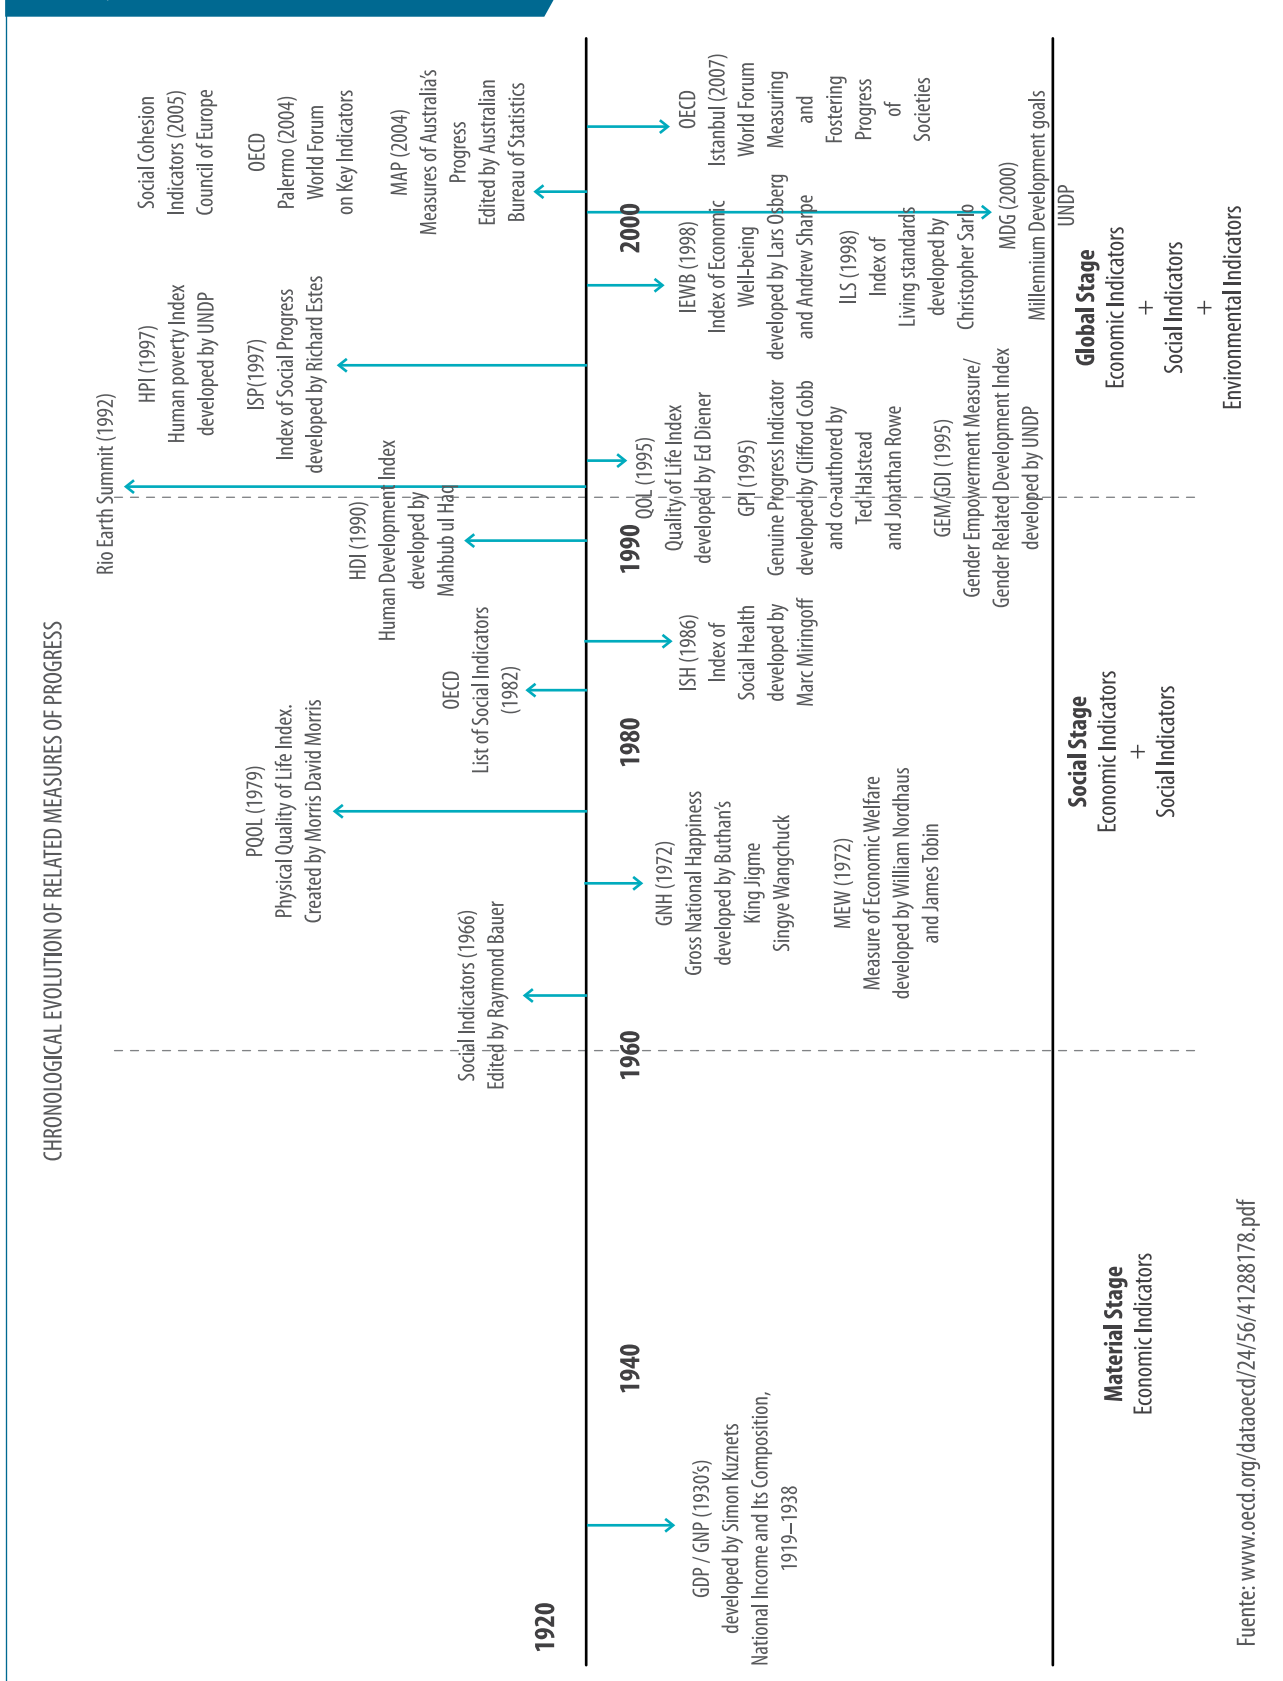 CHRONOLOGICAL EVOLUTION OF RELATED MEASURES OF PROGRESS
Rio Earth Summit (1992)
Social Cohesion
Indicators (2005)
Council of Europe
HPI (1997)
Human poverty Index
developed by UNDP
OECD
Palermo (2004)
World Forum
on Key Indicators
ISP(1997)
Index of Social Progress
developed by Richard Estes
PQOL (1979)
Physical Quality of Life Index.
Created by Morris David Morris
HDI (1990)
Human Development Index
developed by
Mahbub ul Haq
MAP (2004)
Measures of Australia's
Progress
Edited by Australian
Bureau of Statistics
OECD
List of Social Indicators
(1982)
Social Indicators (1966)
Edited by Raymond Bauer
1920
1940
1960
1980
1990
2000
GDP / GNP (1930's)
developed by Simon Kuznets
National Income and Its Composition,
1919–1938
GNH (1972)
Gross National Happiness
developed by Buthan's
King Jigme
Singye Wangchuck
MEW (1972)
Measure of Economic Welfare
developed by William Nordhaus
and James Tobin
ISH (1986)
Index of
Social Health
developed by
Marc Miringoff
QOL (1995)
Quality of Life Index
developed by Ed Diener
GPI (1995)
Genuine Progress Indicator
developed by Clifford Cobb
and co-authored by
Ted Halstead
and Jonathan Rowe
GEM/GDI (1995)
Gender Empowerment Measure/
Gender Related Development Index
developed by UNDP
IEWB (1998)
Index of Economic
Well-being
developed by Lars Osberg
and Andrew Sharpe
ILS (1998)
Index of
Living standards
developed by
Christopher Sarlo
MDG (2000)
Millennium Development goals
UNDP
OECD
Istanbul (2007)
World Forum
Measuring
and
Fostering
Progress
of
Societies
Material Stage
Economic Indicators
Social Stage
Economic Indicators
+
Social Indicators
Global Stage
Economic Indicators
+
Social Indicators
+
Environmental Indicators
Fuente: www.oecd.org/dataoecd/24/56/41288178.pdf